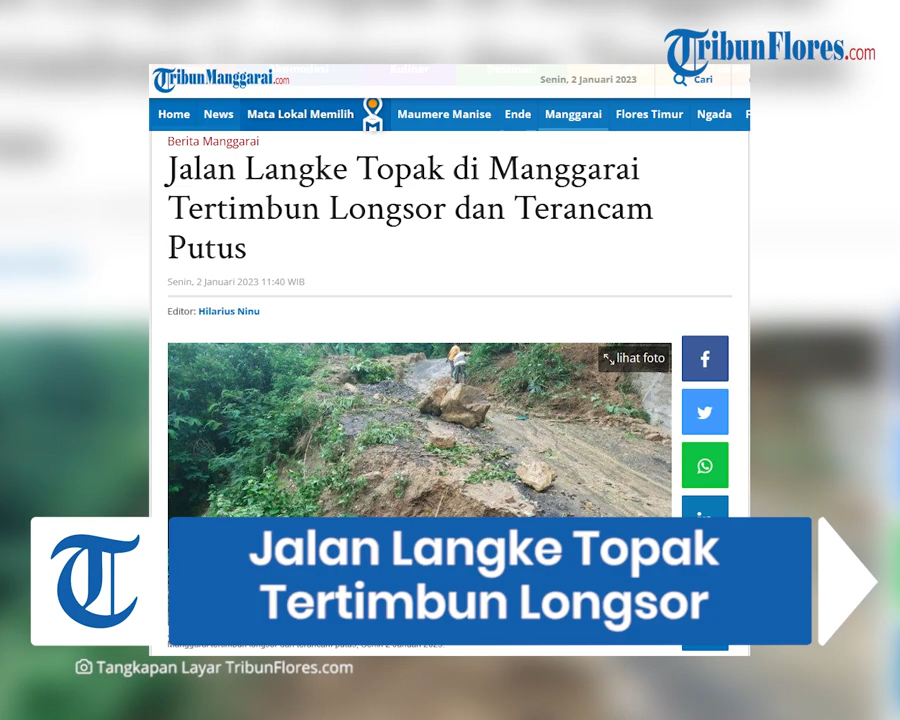 TribunFlores.com
TribunManggarai.com
Senin, 2 Januari 2023
Cari
Home News Mata Lokal Memilih Maumere Manise Ende Manggarai Flores Timur Ngada
Berita Manggarai
Jalan Langke Topak di Manggarai
Tertimbun Longsor dan Terancam
Putus
Senin, 2 Januari 2023 11:40 WIB
Editor: Hilarius Ninu
lihat foto
Jalan Langke Topak
Tertimbun Longsor
Tangkapan Layar TribunFlores.com